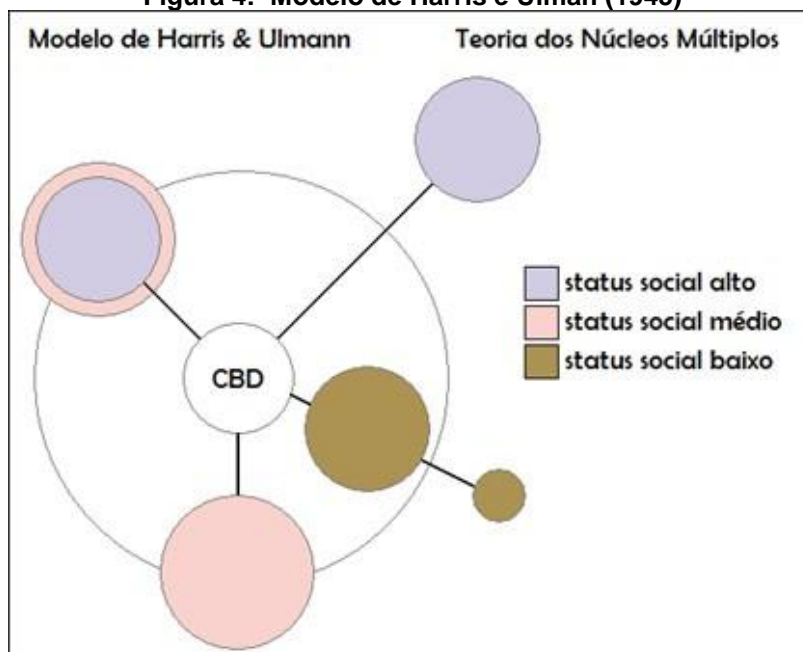 Figura 4: Modelo de Harris e Ulman (1945)
Modelo de Harris & Ulmann
Teoria dos Núcleos Múltiplos
status social alto
status social médio
CBD
status social baixo